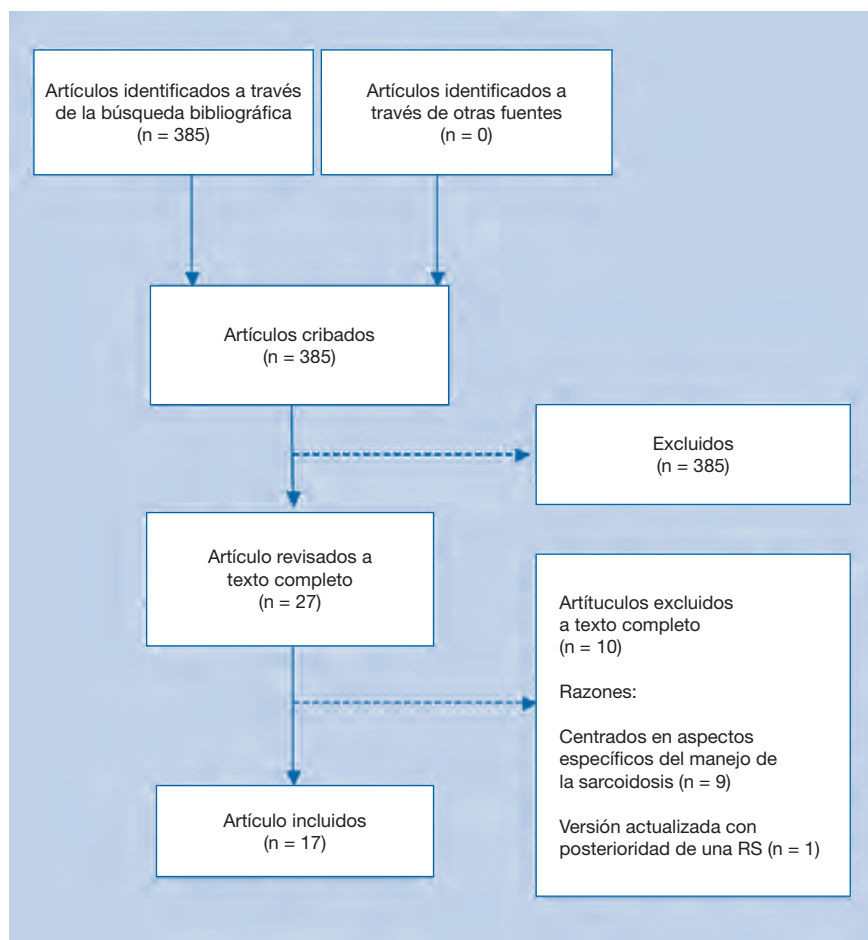 Artículos identificados a través
de la búsqueda bibliográfica
(n = 385)
Artículos identificados a
través de otras fuentes
(n = 0)
Artículos cribados
(n = 385)
Excluidos
(n = 385)
Artículo revisados a
texto completo
(n = 27)
Artítuculos excluidos
a texto completo
(n = 10)
Razones:
Centrados en aspectos
específicos del manejo de
la sarcoidosis (n = 9)
Versión actualizada con
posterioridad de una RS (n = 1)
Artículo incluidos
(n = 17)